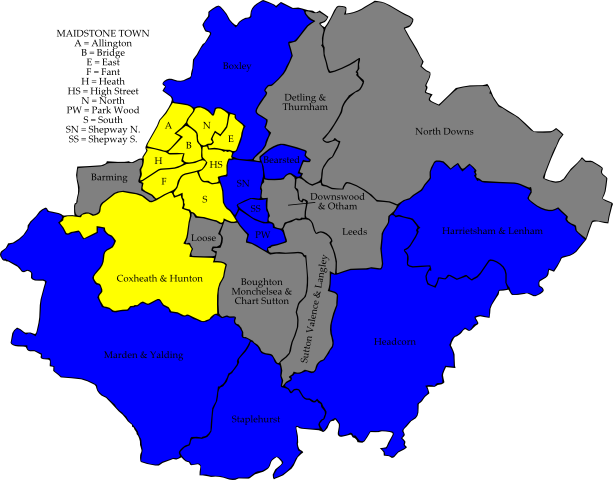 MAIDSTONE TOWN
A = Allington
B = Bridge
E = East
F = Fant
H = Heath
HS = High Street
N = North
PW = Park Wood
S = South
SN = Shepway N.
SS = Shepway S.
Boxley
Detling &
Thurnham
North Downs
A
N
B
E
H
HS
F
S
Barming
Bearsted
SN
SS
PW
Downswood
& Otham
Leeds
Harrietsham & Lenham
Loose
Coxheath & Hunton
Boughton
Monchelsea &
Chart Sutton
Sutton Valence & Langley
Headcorn
Marden & Yalding
Staplehurst